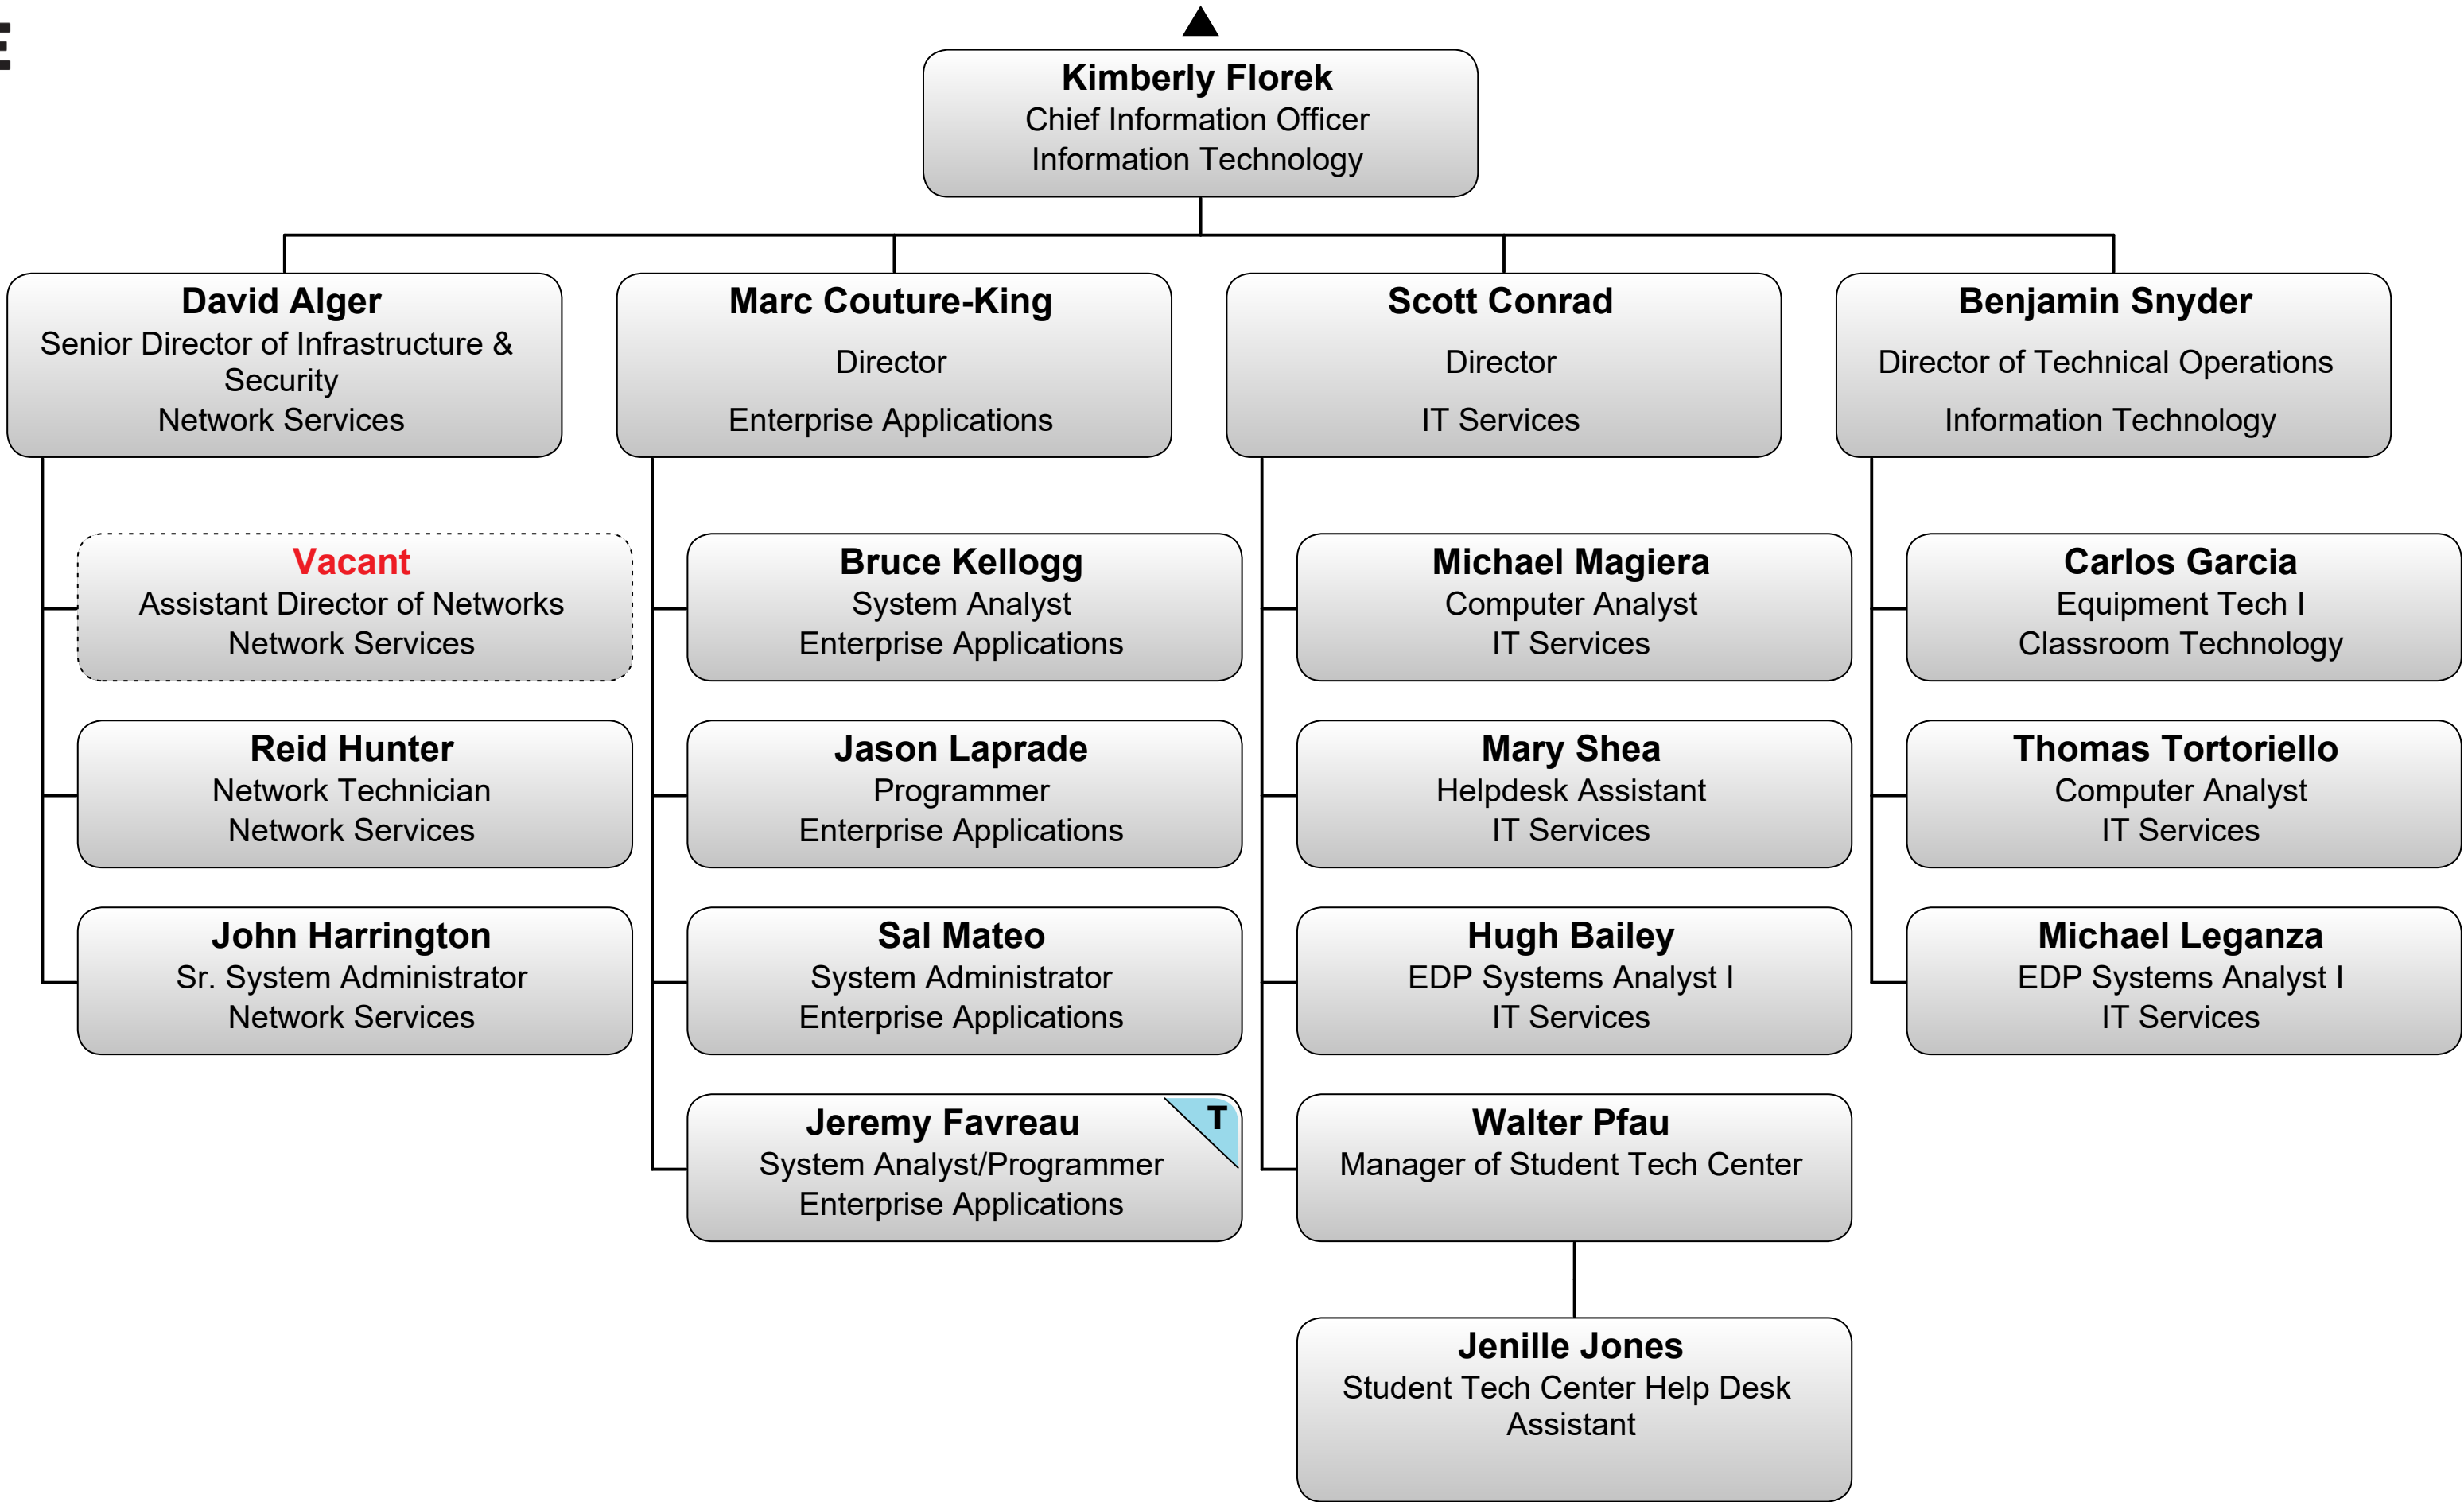 E
Kimberly Florek
Chief Information Officer
Information Technology
David Alger
Senior Director of Infrastructure &
Security
Network Services
Marc Couture-King
Director
Enterprise Applications
Scott Conrad
Director
IT Services
Benjamin Snyder
Director of Technical Operations
Information Technology
Vacant
Assistant Director of Networks
Network Services
Reid Hunter
Network Technician
Network Services
John Harrington
Sr. System Administrator
Network Services
Bruce Kellogg
System Analyst
Enterprise Applications
Jason Laprade
Programmer
Enterprise Applications
Sal Mateo
System Administrator
Enterprise Applications
Jeremy Favreau
T
System Analyst/Programmer
Enterprise Applications
Michael Magiera
Computer Analyst
IT Services
Mary Shea
Helpdesk Assistant
IT Services
Hugh Bailey
EDP Systems Analyst I
IT Services
Walter Pfau
Manager of Student Tech Center
Jenille Jones
Student Tech Center Help Desk
Assistant
Carlos Garcia
Equipment Tech I
Classroom Technology
Thomas Tortoriello
Computer Analyst
IT Services
Michael Leganza
EDP Systems Analyst I
IT Services